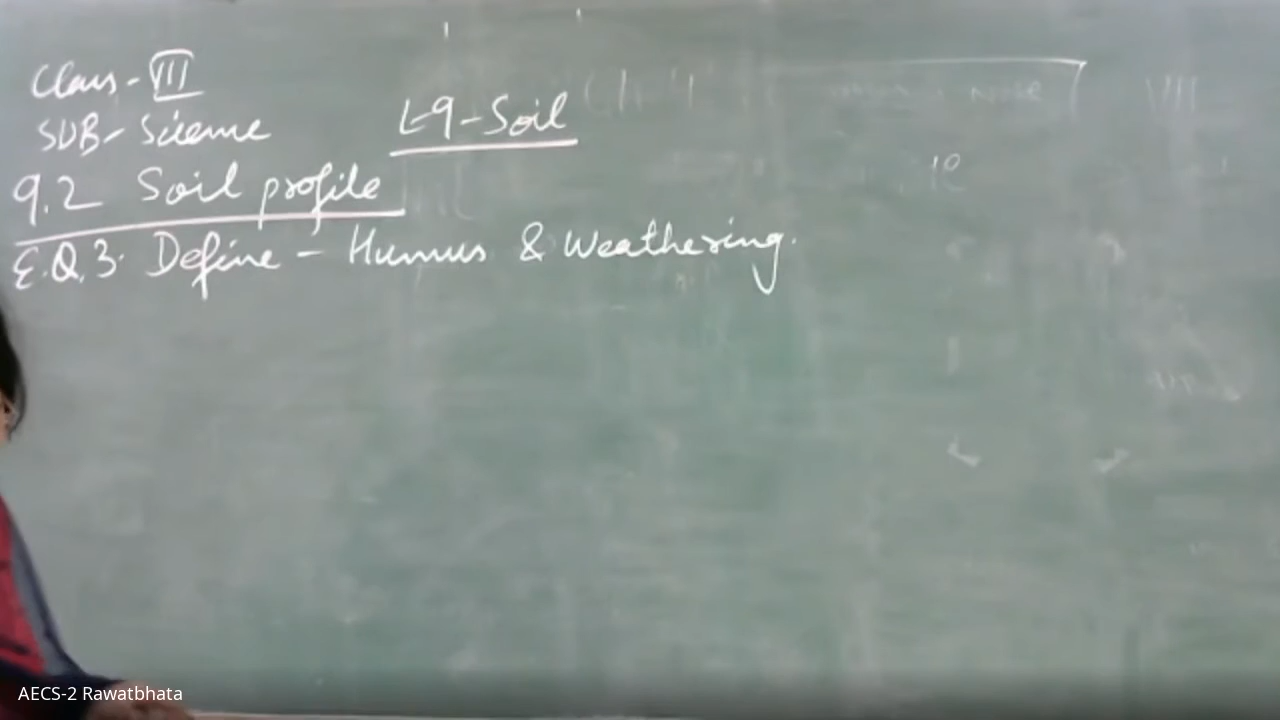 Class - VII
SUB - Science
L-9 - Soil
9.2 Soil profile
E.Q.3. Define - Humus & Weathering.
AECS-2 Rawatbhata